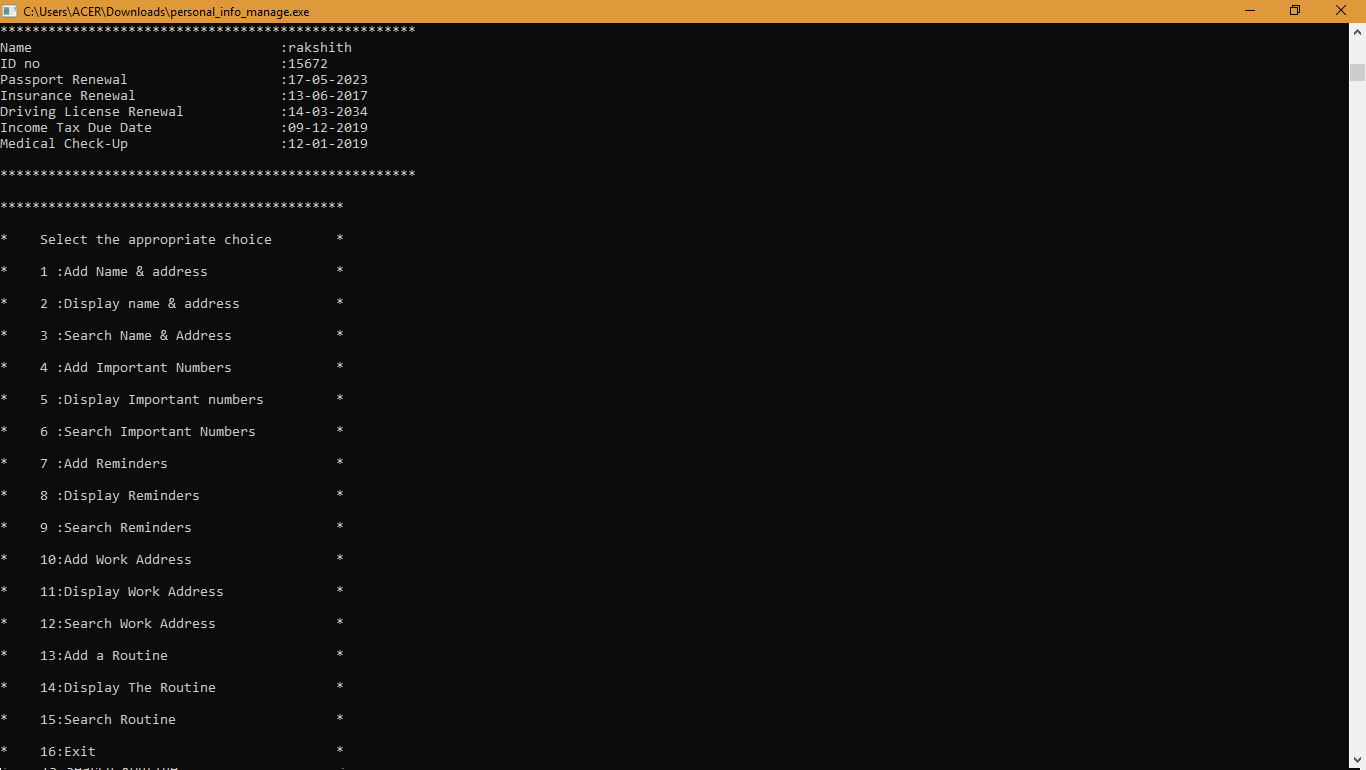 C:\Users\ACER\Downloads\personal_info_manage.exe
****************************************************
Name                               :rakshith
ID no                              :15672
Passport Renewal                   :17-05-2023
Insurance Renewal                  :13-06-2017
Driving License Renewal            :14-03-2034
Income Tax Due Date                :09-12-2019
Medical Check-Up                   :12-01-2019
****************************************************
*******************************************
*    Select the appropriate choice        *
*    1 :Add Name & address                *
*    2 :Display name & address            *
*    3 :Search Name & Address             *
*    4 :Add Important Numbers             *
*    5 :Display Important numbers         *
*    6 :Search Important Numbers          *
*    7 :Add Reminders                     *
*    8 :Display Reminders                 *
*    9 :Search Reminders                  *
*    10:Add Work Address                  *
*    11:Display Work Address              *
*    12:Search Work Address               *
*    13:Add a Routine                     *
*    14:Display The Routine               *
*    15:Search Routine                    *
*    16:Exit                              *